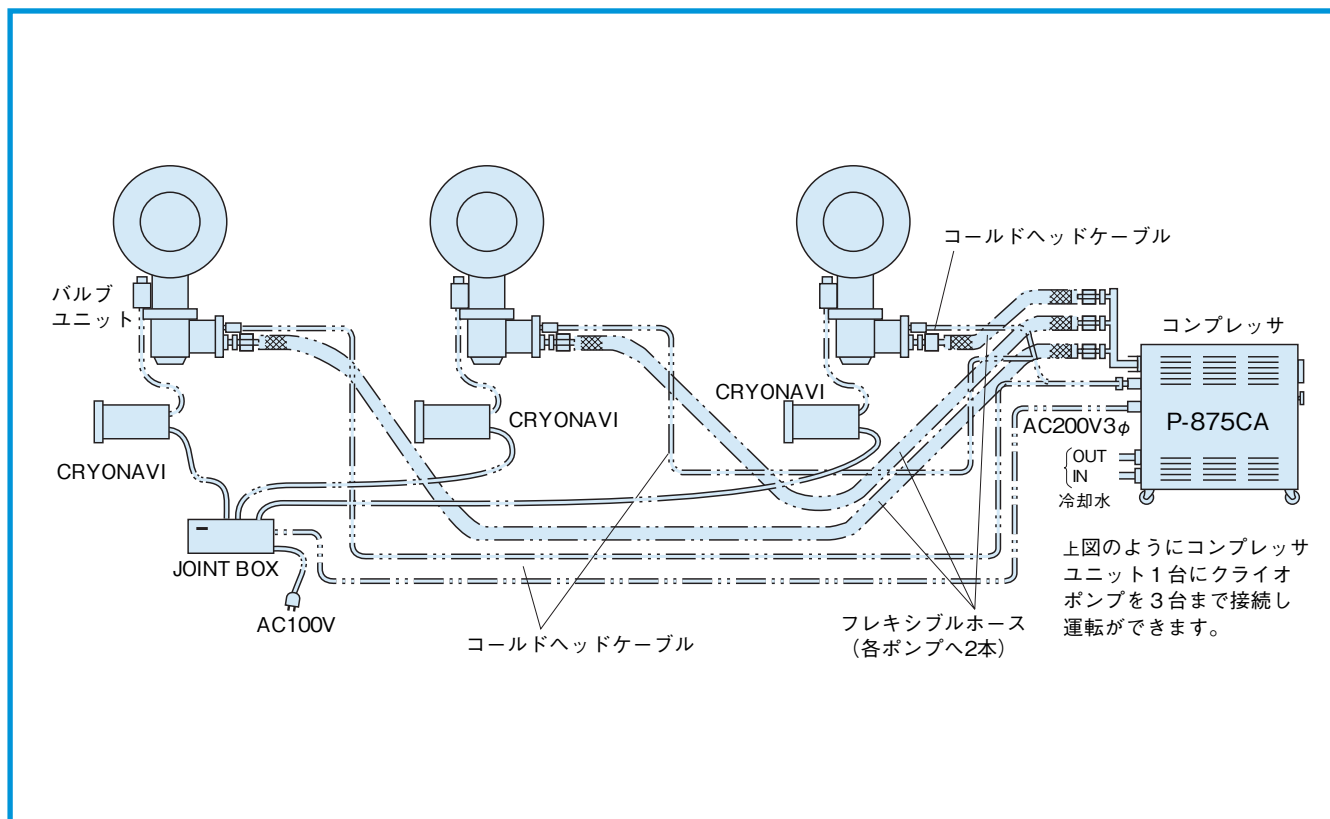 コールドヘッドケーブル
バルブ
ユニット
コンプレッサ
CRYONAVI
CRYONAVI
CRYONAVI
AC200V3φ
P-875CA
OUT
IN
冷却水
JOINT BOX
AC100V
コールドヘッドケーブル
フレキシブルホース
(各ポンプへ2本)
上図のようにコンプレッサ
ユニット1台にクライオ
ポンプを3台まで接続し
運転ができます。